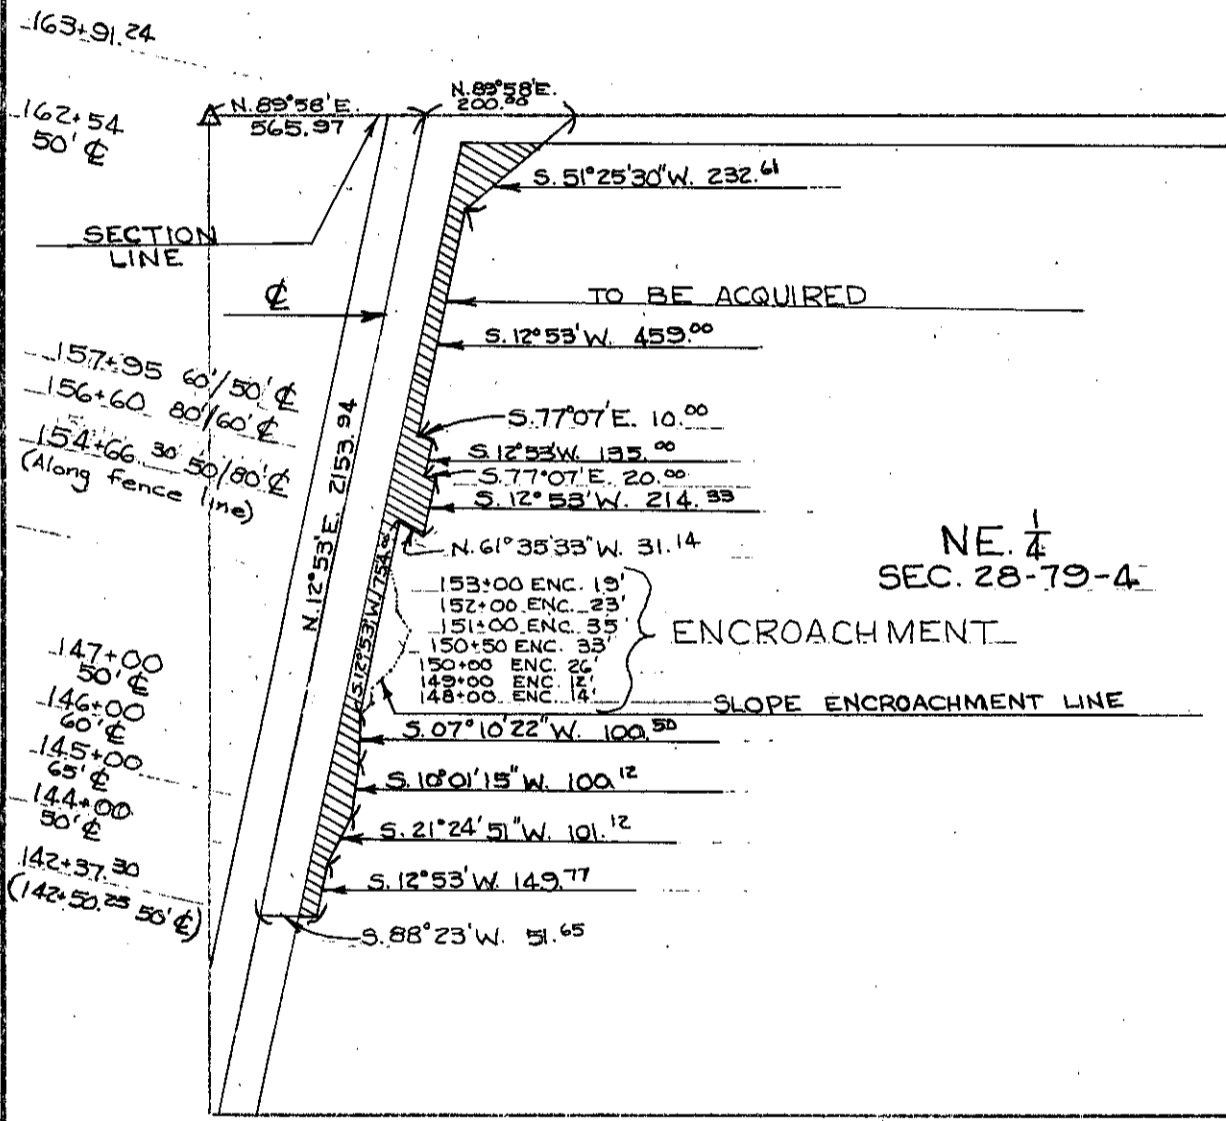 163+91.24
162+54
50' ℄
N.89°58'E.
565.97
N.89°58'E.
200.00
S. 51°25'30"W. 232.61
SECTION
LINE
℄
TO BE ACQUIRED
S. 12°53'W. 459.00
157+95 60'/50' ℄
156+60 80'/60' ℄
154+66.30 50/80' ℄
(Along fence line)
S.77°07'E. 10.00
S.12°53'W. 135.00
S.77°07'E. 20.00
S. 12°53'W. 214.33
N.61°35'33"W. 31.14
N.12°53'E. 2153.94
S.12°53'W. 754.00
NE. 1/4
SEC. 28-79-4
153+00 ENC. 19'
152+00 ENC. 23'
151+00 ENC. 35'
150+50 ENC. 33'
150+00 ENC. 26'
149+00 ENC. 12'
148+00 ENC. 14'
ENCROACHMENT
SLOPE ENCROACHMENT LINE
147+00
50' ℄
146+00
60' ℄
145+00
65' ℄
144+00
50' ℄
142+37.30
(142+50.25 50' ℄)
S.07°10'22"W. 100.50
S.10°01'15"W. 100.12
S.21°24'51"W. 101.12
S.12°53'W. 149.77
S.88°23'W. 51.65